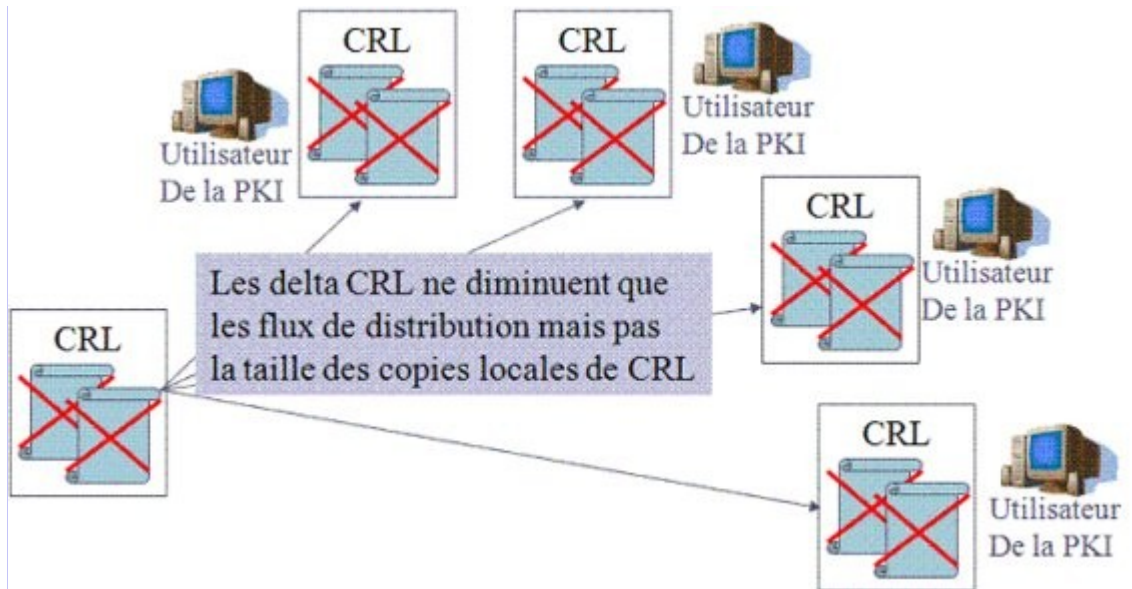 CRL
CRL
Utilisateur
De la PKI
Utilisateur
De la PKI
CRL
Utilisateur
De la PKI
Les delta CRL ne diminuent que
les flux de distribution mais pas
la taille des copies locales de CRL
CRL
CRL
Utilisateur
De la PKI